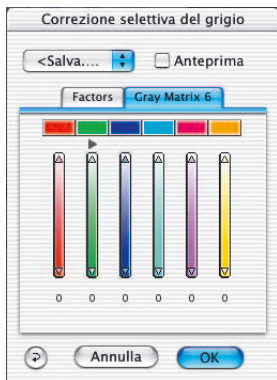 Correzione selettiva del grigio
<Salva.... Anteprima
Factors Gray Matrix 6
0 0 0 0 0 0
Annulla OK